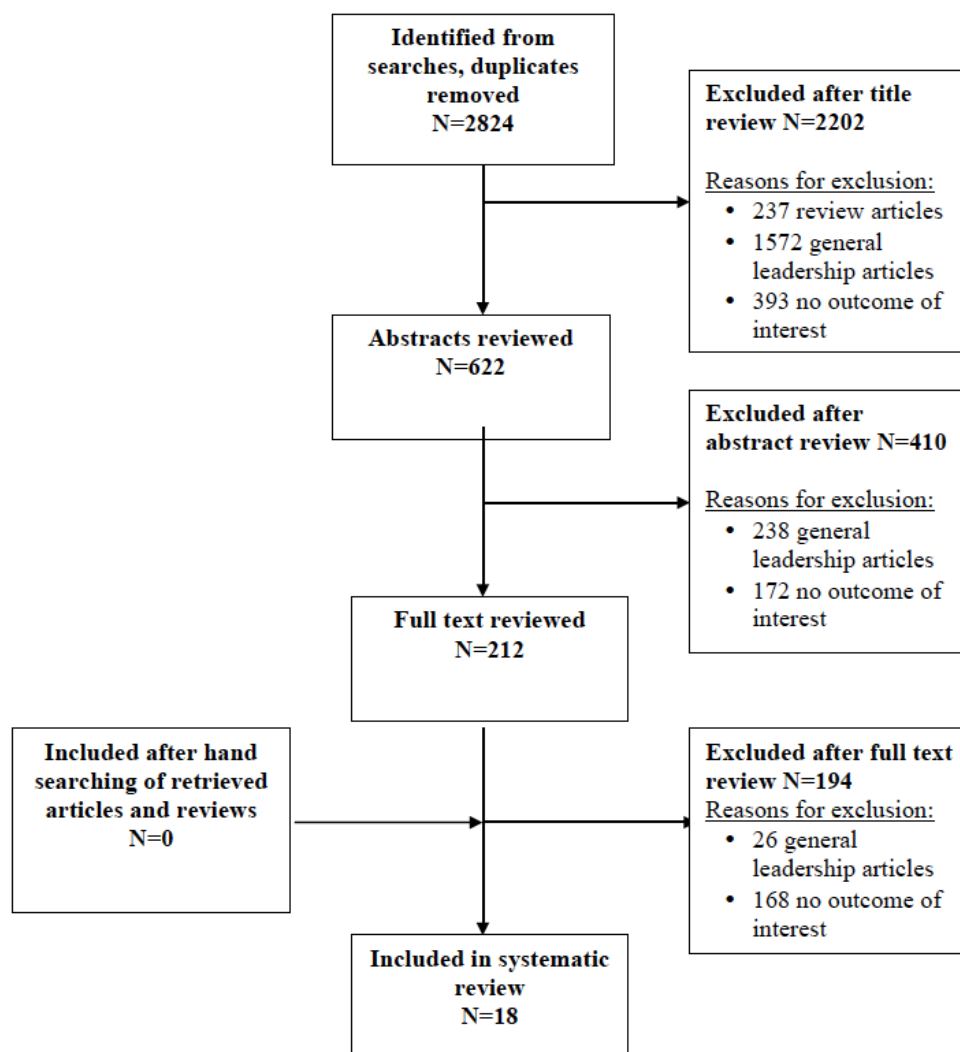 Identified from
searches, duplicates
removed
N=2824
Excluded after title
review N=2202
Reasons for exclusion:
• 237 review articles
• 1572 general
leadership articles
• 393 no outcome of
interest
Abstracts reviewed
N=622
Excluded after
abstract review N=410
Reasons for exclusion:
• 238 general
leadership articles
• 172 no outcome of
interest
Full text reviewed
N=212
Included after hand
searching of retrieved
articles and reviews
N=0
Excluded after full text
review N=194
Reasons for exclusion:
• 26 general
leadership articles
• 168 no outcome of
interest
Included in systematic
review
N=18